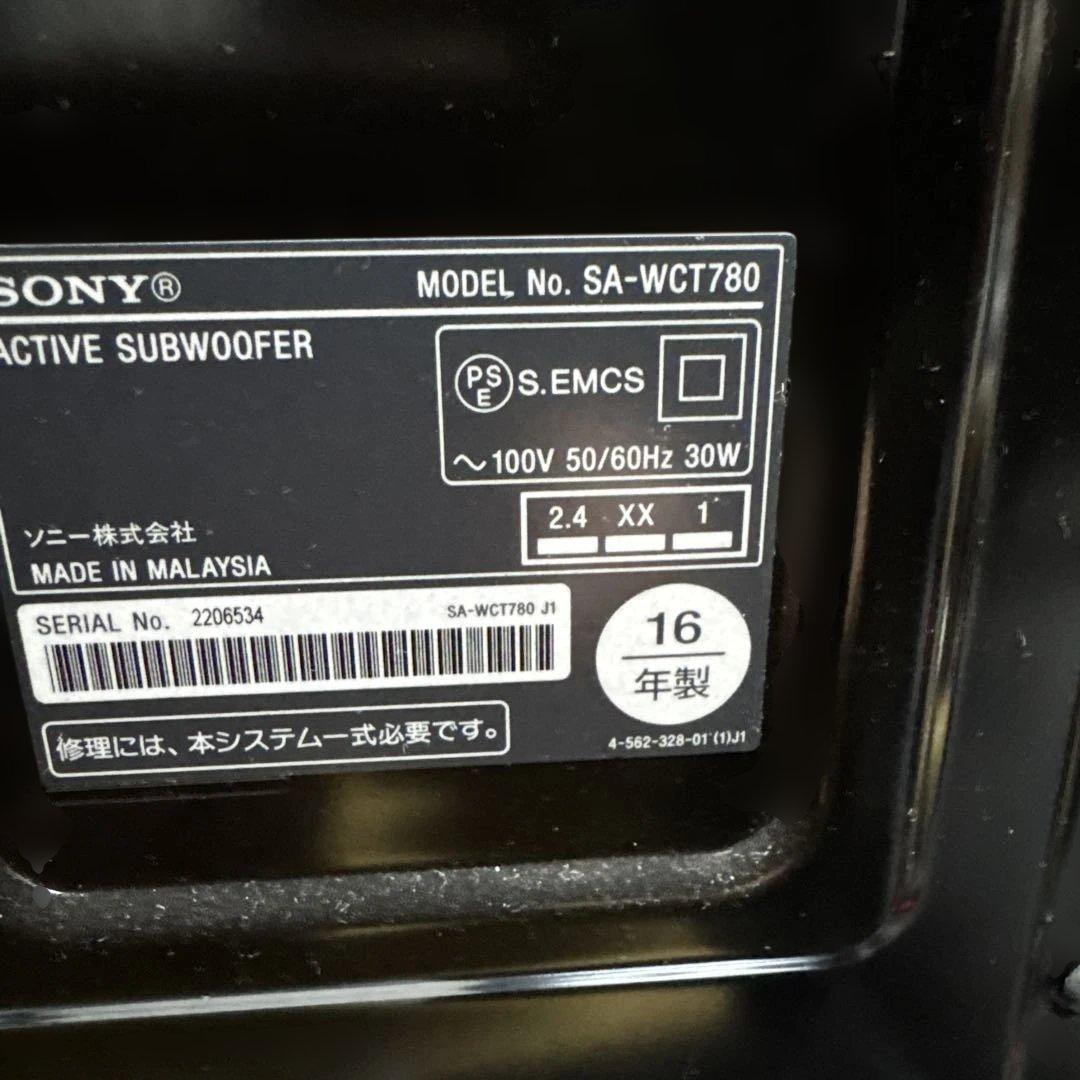 SONY® MODEL No. SA-WCT780
ACTIVE SUBWOOFER
PSE S.EMCS
～100V 50/60Hz 30W
2.4 XX 1
ソニー株式会社
MADE IN MALAYSIA
SERIAL No. 2206534 SA-WCT780 J1
16
年製
修理には、本システム一式必要です。
4-562-328-01 (1)J1